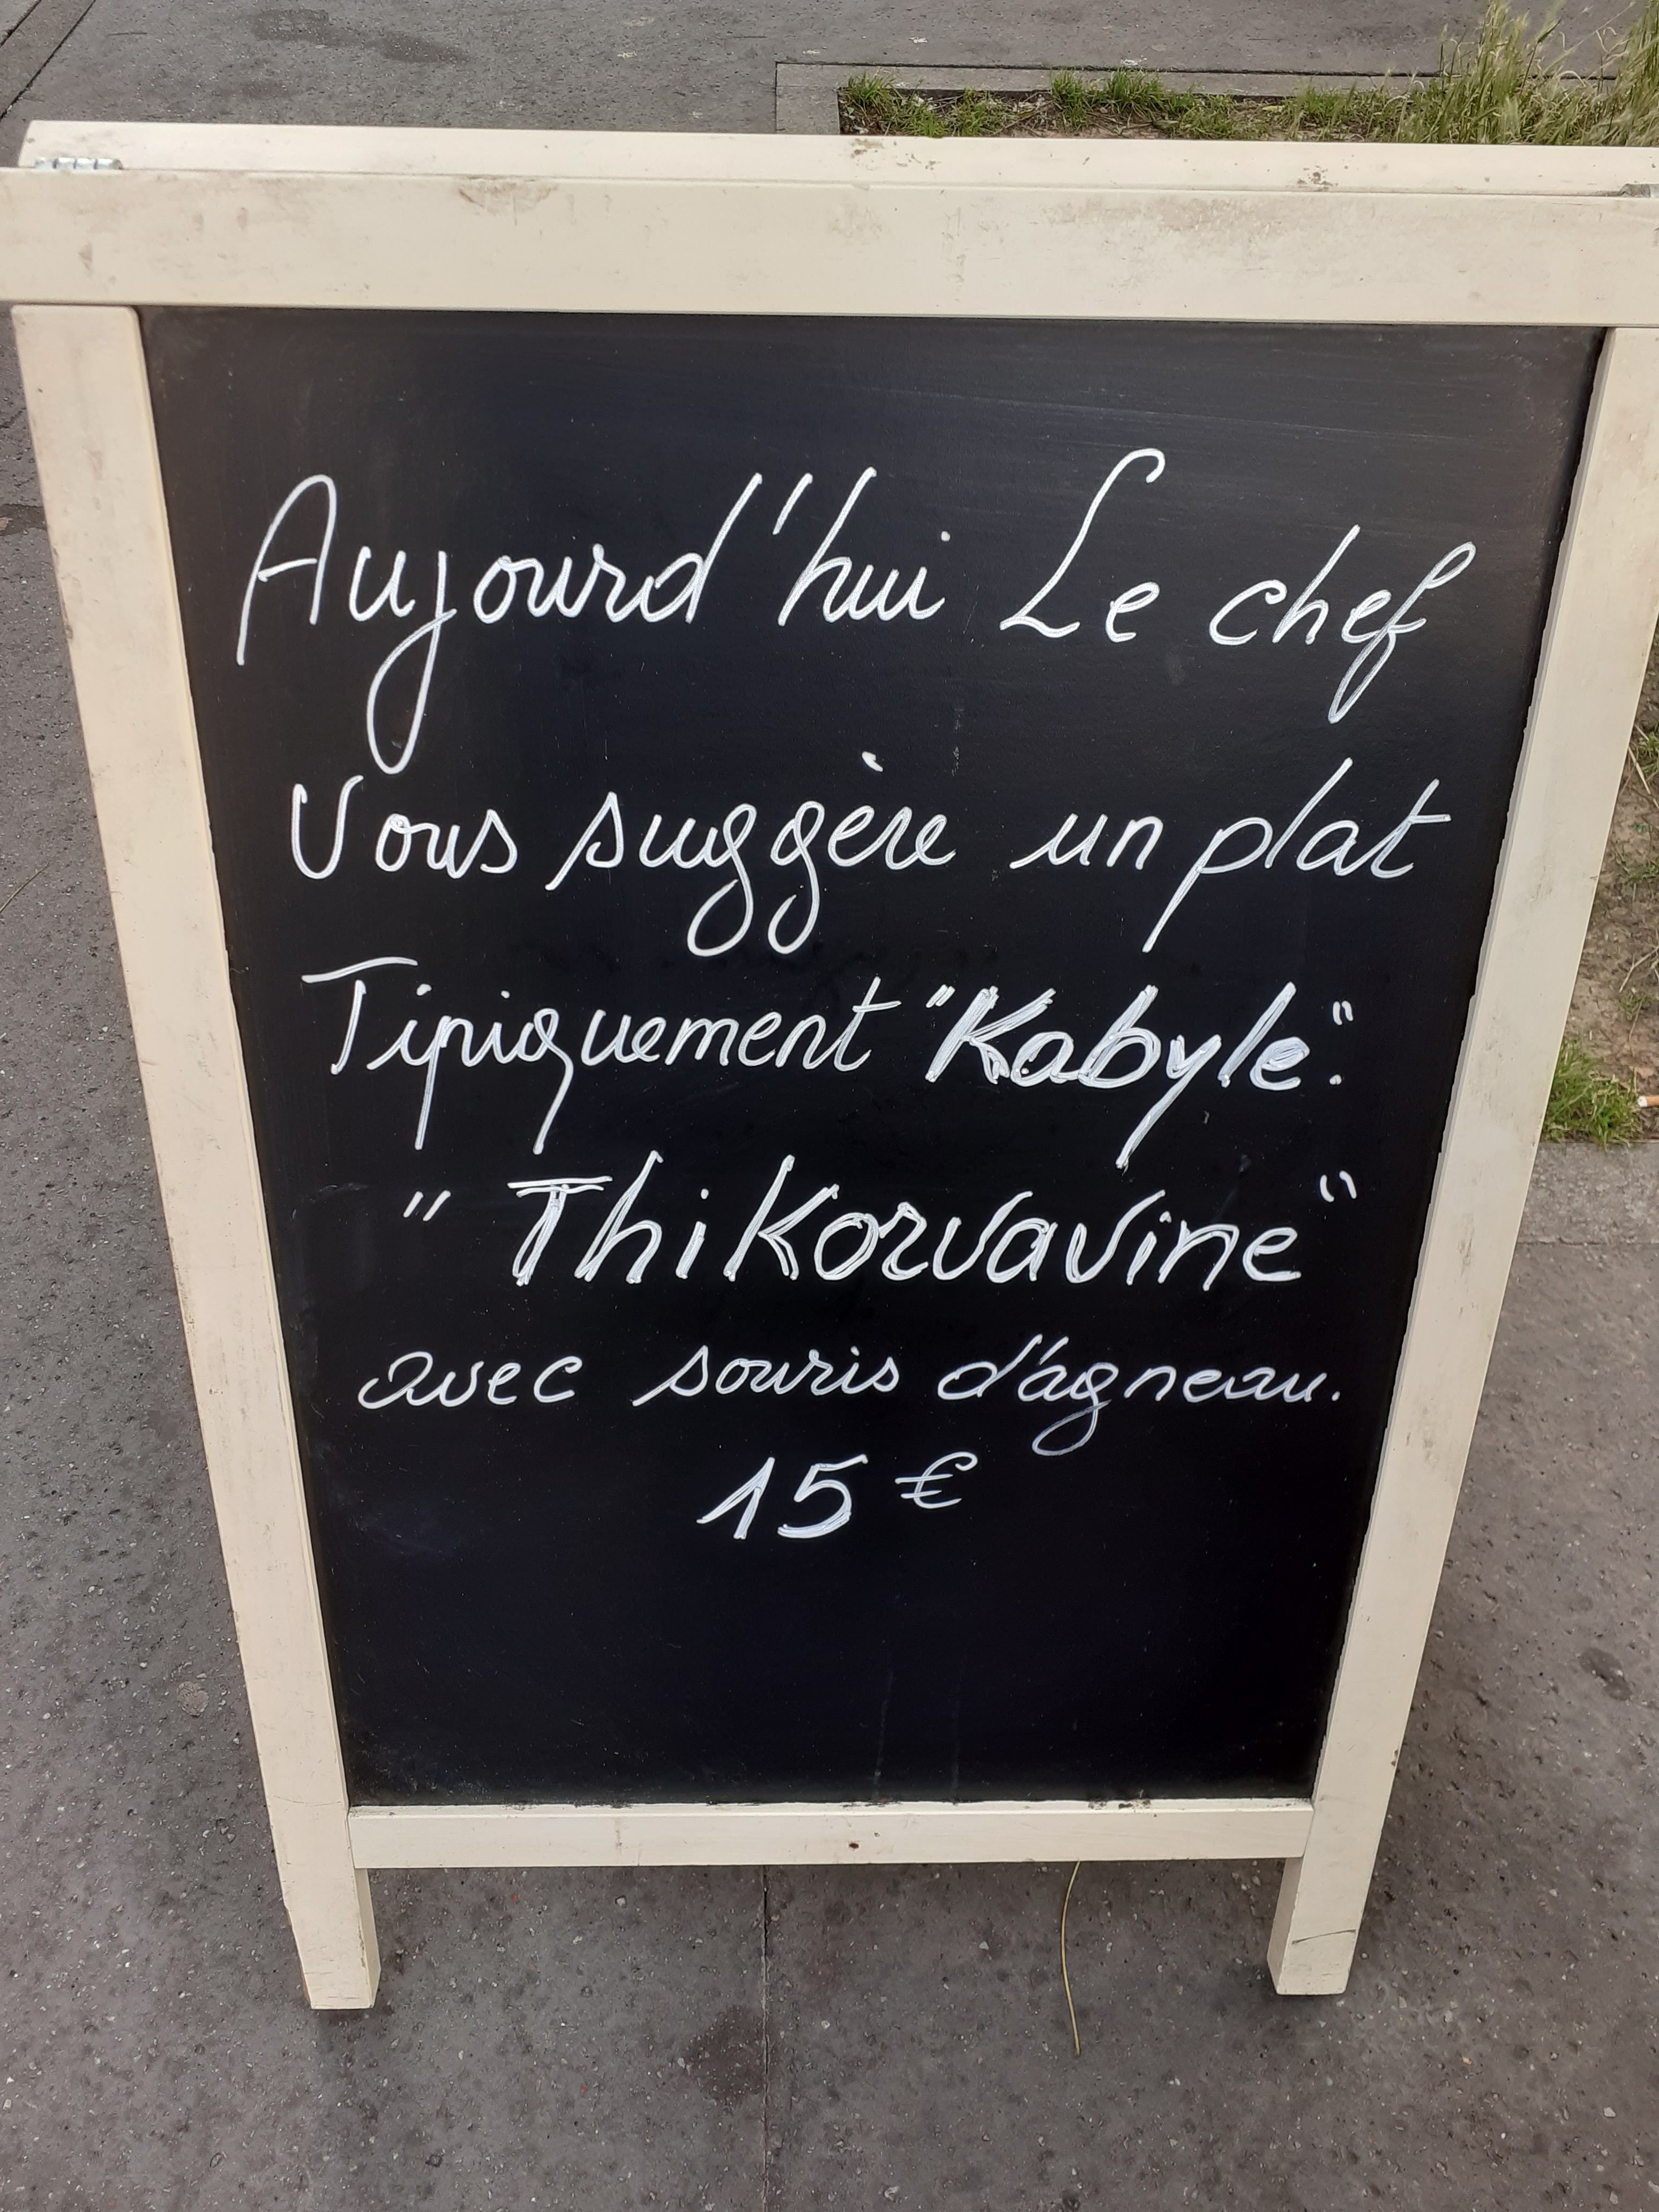 Aujourd'hui Le chef
Vous suggère un plat
Tipiquement "Kabyle".
"Thikorvavine"
avec souris d'agneau.
15 €